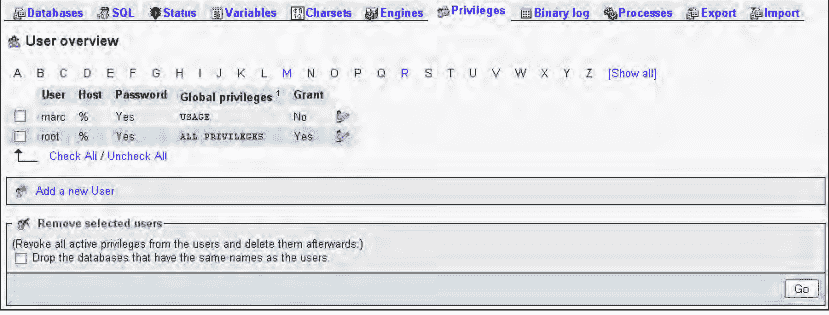 Databases SQL Status Variables Charsets Engines Privileges Binary log Processes Export Import
User overview
A B C D E F G H I J K L M N O P Q R S T U V W X Y Z [Show all]
User Host Password Global privileges 1 Grant
marc % Yes USAGE No
root % Yes ALL PRIVILEGES Yes
Check All / Uncheck All
Add a new User
Remove selected users
(Revoke all active privileges from the users and delete them afterwards.)
Drop the databases that have the same names as the users.
Go